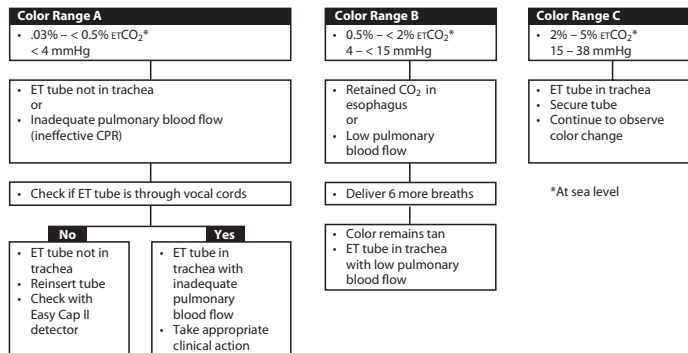 Color Range A
• .03% – < 0.5% ETCO2*
< 4 mmHg
• ET tube not in trachea
or
• Inadequate pulmonary blood flow
(ineffective CPR)
• Check if ET tube is through vocal cords
No
• ET tube not in
trachea
• Reinsert tube
• Check with
Easy Cap II
detector
Yes
• ET tube in
trachea with
inadequate
pulmonary
blood flow
• Take appropriate
clinical action
Color Range B
• 0.5% – < 2% ETCO2*
4 – < 15 mmHg
• Retained CO2 in
esophagus
or
• Low pulmonary
blood flow
• Deliver 6 more breaths
• Color remains tan
• ET tube in trachea
with low pulmonary
blood flow
Color Range C
• 2% – 5% ETCO2*
15 – 38 mmHg
• ET tube in trachea
• Secure tube
• Continue to observe
color change
*At sea level